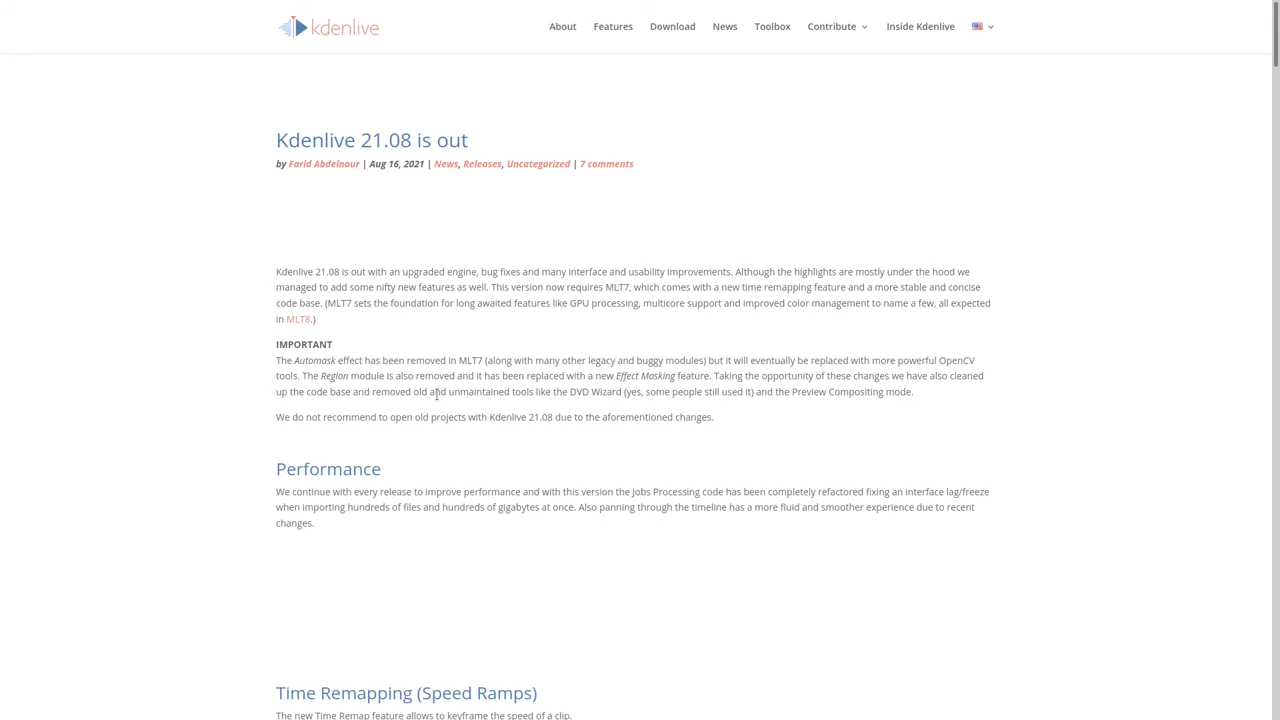 kdenlive
About Features Download News Toolbox Contribute Inside Kdenlive
Kdenlive 21.08 is out
by Farid Abdelnour | Aug 16, 2021 | News, Releases, Uncategorized | 7 comments
Kdenlive 21.08 is out with an upgraded engine, bug fixes and many interface and usability improvements. Although the highlights are mostly under the hood we
managed to add some nifty new features as well. This version now requires MLT7, which comes with a new time remapping feature and a more stable and concise
code base. (MLT7 sets the foundation for long awaited features like GPU processing, multicore support and improved color management to name a few, all expected
in MLT8.)
IMPORTANT
The Automask effect has been removed in MLT7 (along with many other legacy and buggy modules) but it will eventually be replaced with more powerful OpenCV
tools. The Region module is also removed and it has been replaced with a new Effect Masking feature. Taking the opportunity of these changes we have also cleaned
up the code base and removed old and unmaintained tools like the DVD Wizard (yes, some people still used it) and the Preview Compositing mode.
We do not recommend to open old projects with Kdenlive 21.08 due to the aforementioned changes.
Performance
We continue with every release to improve performance and with this version the Jobs Processing code has been completely refactored fixing an interface lag/freeze
when importing hundreds of files and hundreds of gigabytes at once. Also panning through the timeline has a more fluid and smoother experience due to recent
changes.
Time Remapping (Speed Ramps)
The new Time Remap feature allows to keyframe the speed of a clip.